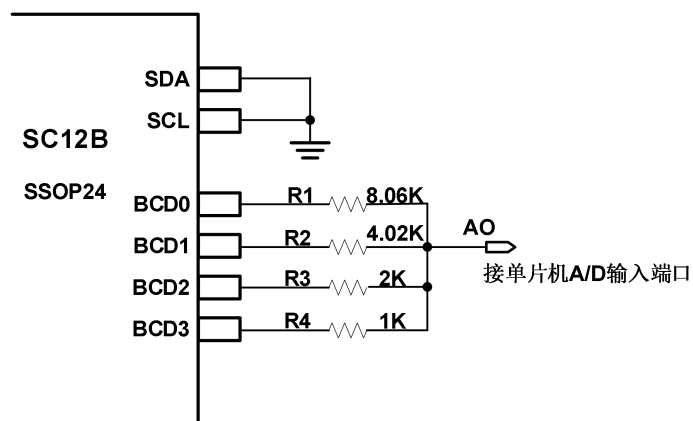 SDA
SCL
SC12B
SSOP24
BCD0 R1 8.06K
BCD1 R2 4.02K
BCD2 R3 2K
BCD3 R4 1K
AO
接单片机A/D输入端口